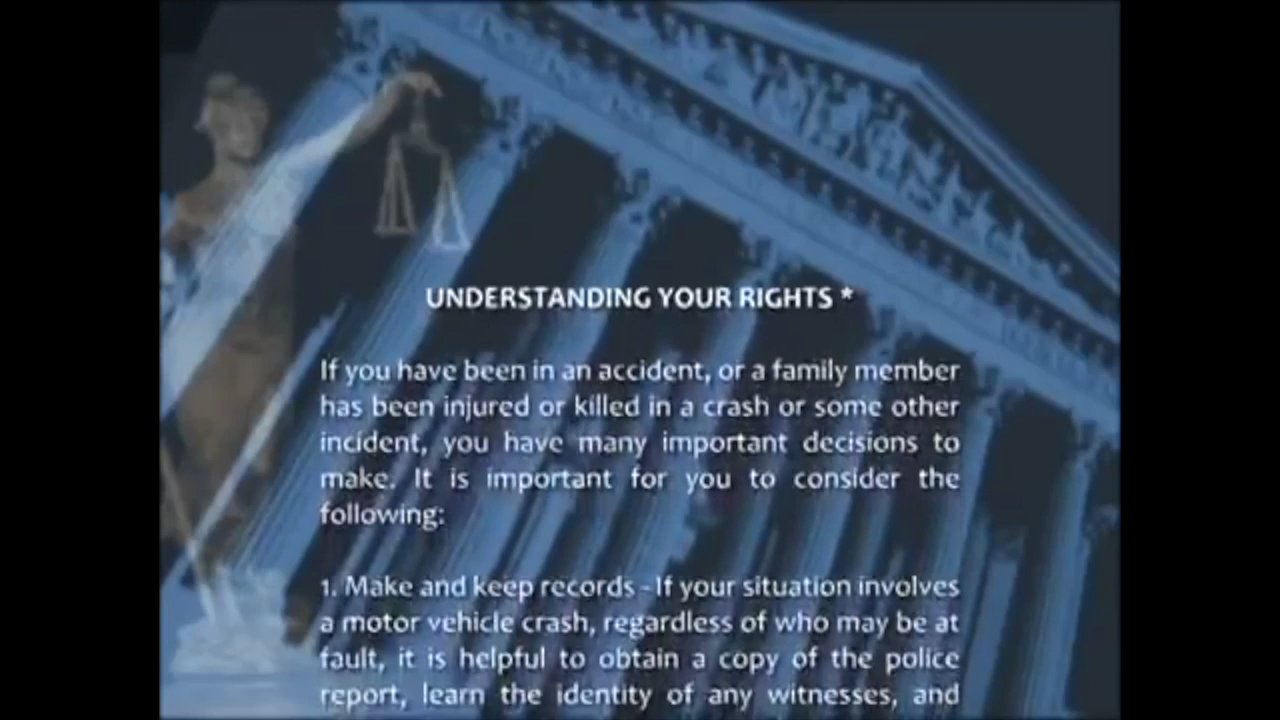 UNDERSTANDING YOUR RIGHTS *
If you have been in an accident, or a family member
has been injured or killed in a crash or some other
incident, you have many important decisions to
make. It is important for you to consider the
following:
1. Make and keep records - If your situation involves
a motor vehicle crash, regardless of who may be at
fault, it is helpful to obtain a copy of the police
report, learn the identity of any witnesses, and